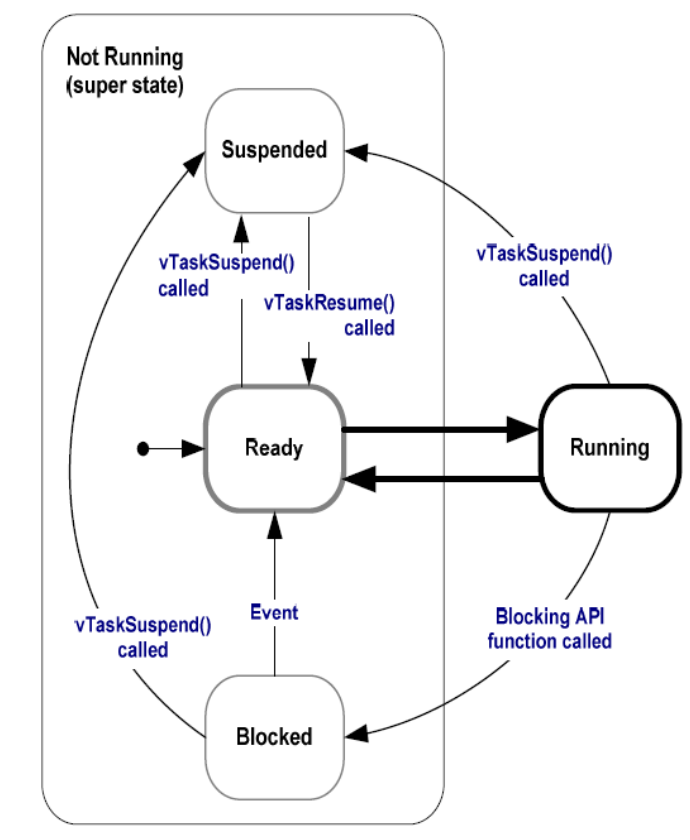 Not Running
(super state)
Suspended
vTaskSuspend()
called
vTaskResume()
called
vTaskSuspend()
called
Ready
Running
Event
vTaskSuspend()
called
Blocking API
function called
Blocked